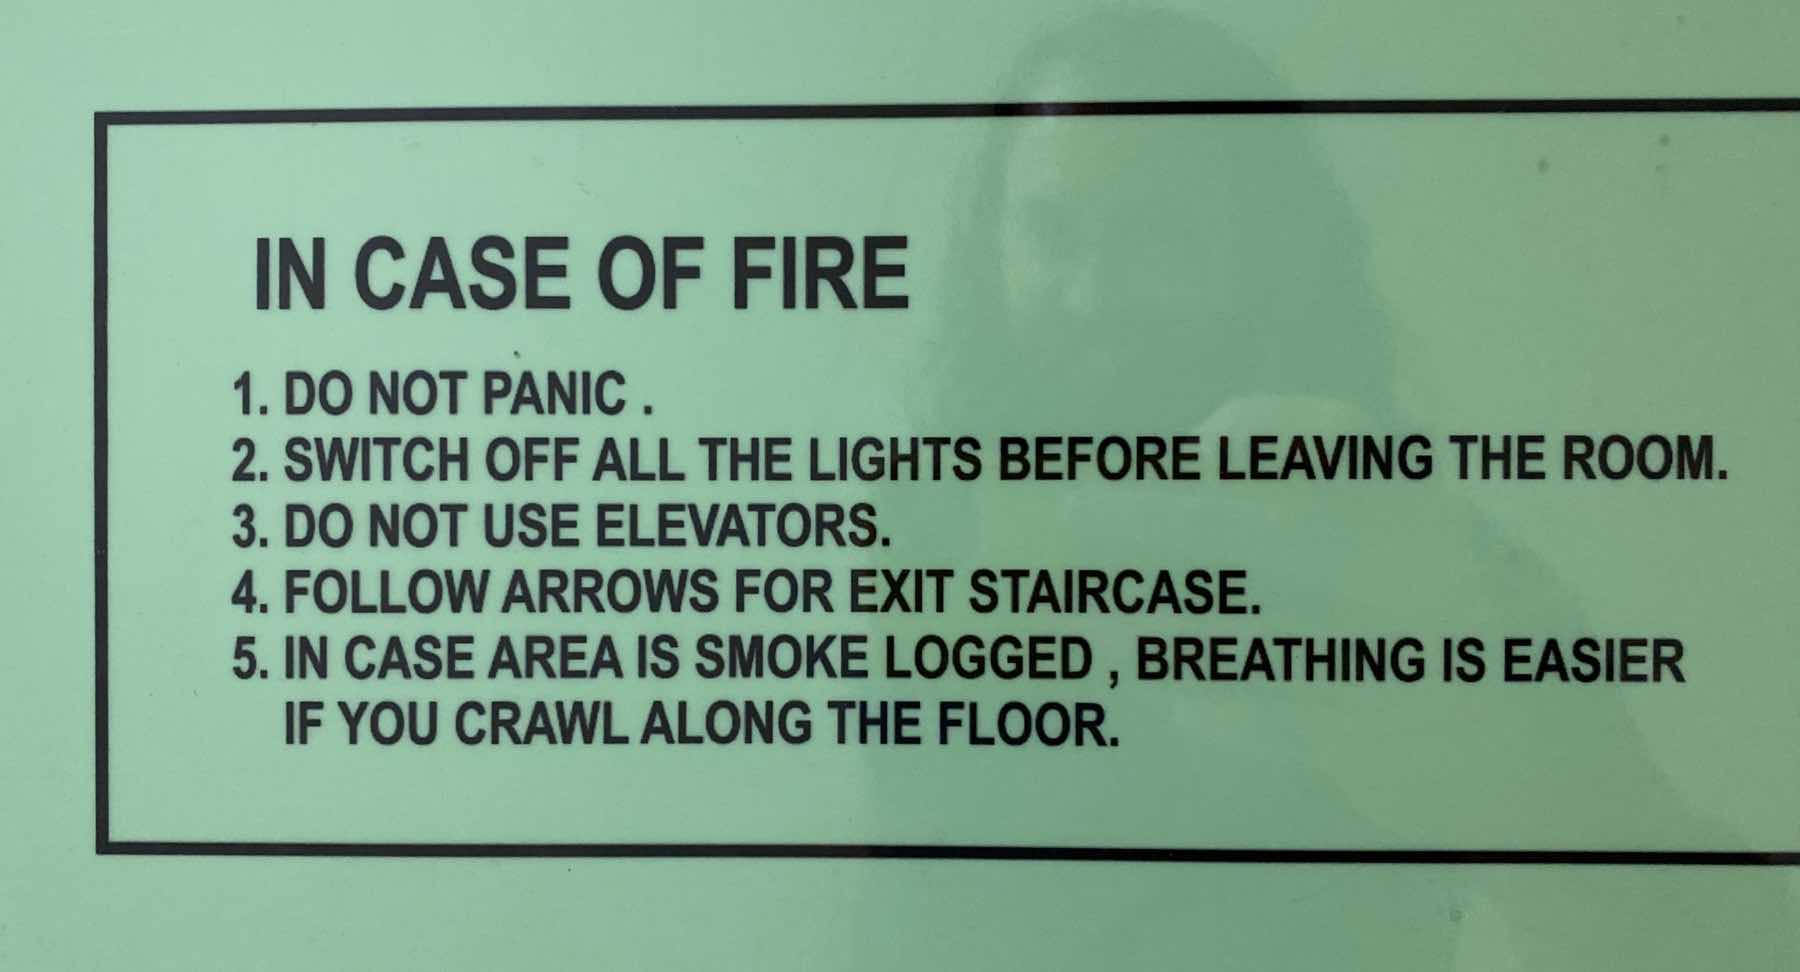 IN CASE OF FIRE
1. DO NOT PANIC .
2. SWITCH OFF ALL THE LIGHTS BEFORE LEAVING THE ROOM.
3. DO NOT USE ELEVATORS.
4. FOLLOW ARROWS FOR EXIT STAIRCASE.
5. IN CASE AREA IS SMOKE LOGGED , BREATHING IS EASIER
IF YOU CRAWL ALONG THE FLOOR.